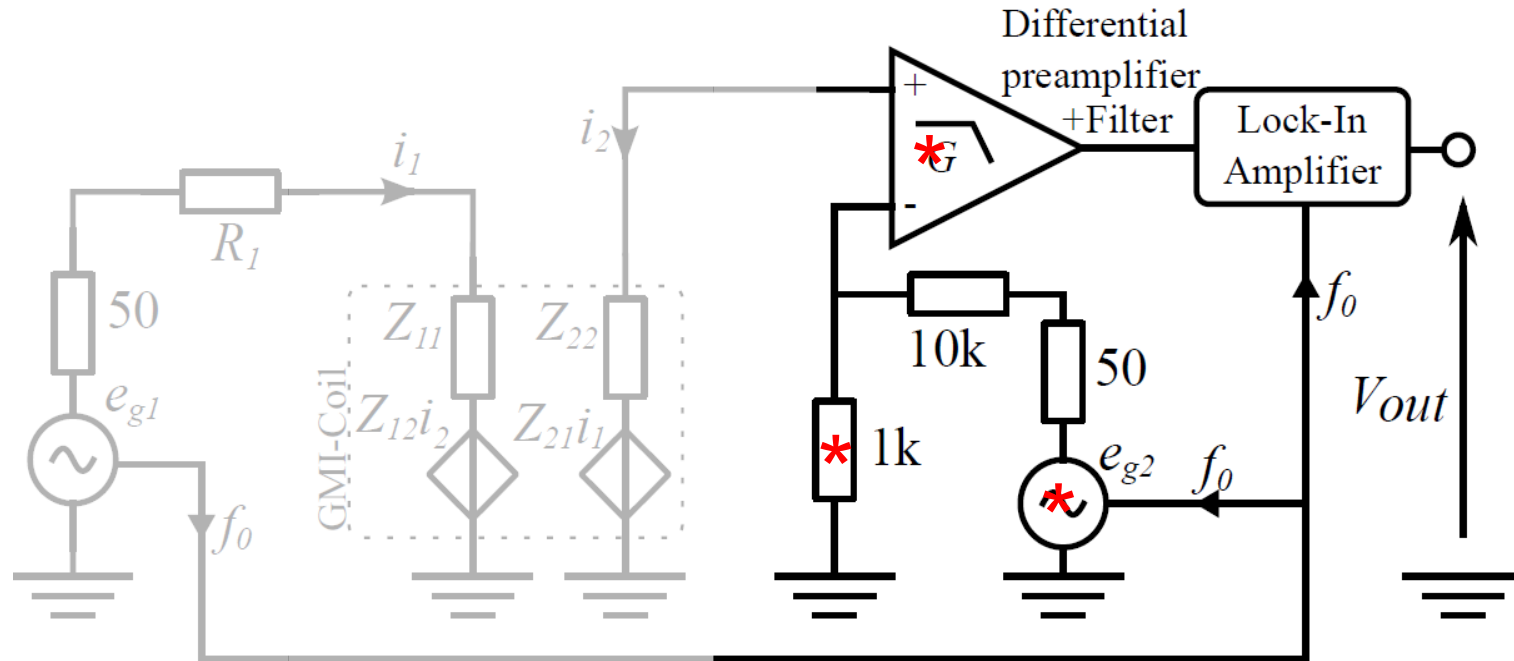 Differential
preamplifier
+Filter
Lock-In
Amplifier
+
G
-
i2
i1
R1
50
eg1
f0
GMI-Coil
Z11
Z22
Z12i2
Z21i1
10k
50
1k
eg2
f0
f0
Vout